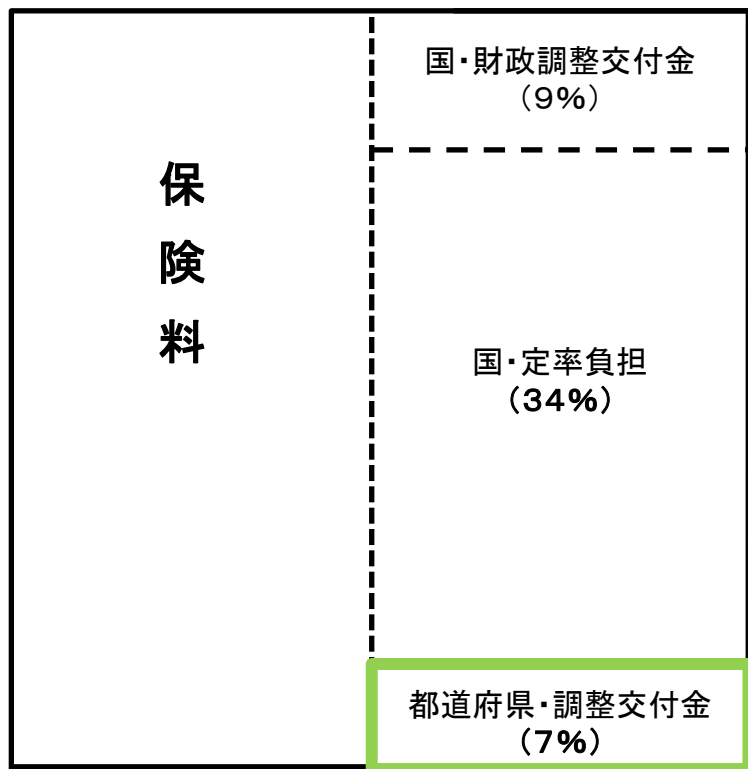 保
険
料
国・財政調整交付金
（９％）
国・定率負担
（３４％）
都道府県・調整交付金
（７％）